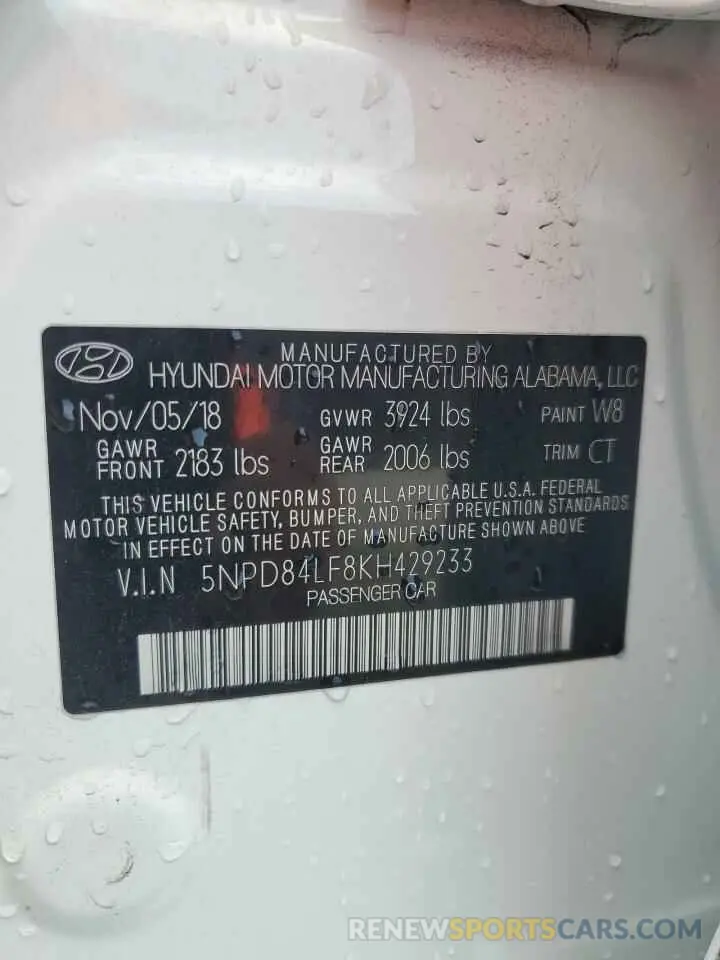 MANUFACTURED BY
HYUNDAI MOTOR MANUFACTURING ALABAMA, LLC
Nov/05/18 GVWR 3924 lbs PAINT W8
GAWR FRONT 2183 lbs GAWR REAR 2006 lbs TRIM CT
THIS VEHICLE CONFORMS TO ALL APPLICABLE U.S.A. FEDERAL
MOTOR VEHICLE SAFETY, BUMPER, AND THEFT PREVENTION STANDARDS
IN EFFECT ON THE DATE OF MANUFACTURE SHOWN ABOVE
V.I.N 5NPD84LF8KH429233
PASSENGER CAR
RENEWSPORTSCARS.COM